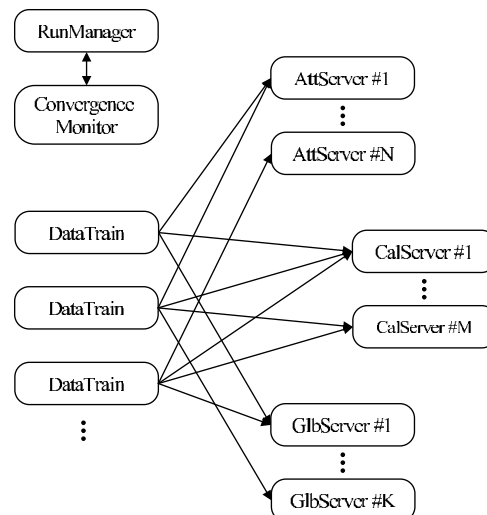 RunManager
Convergence
Monitor
AttServer #1
AttServer #N
DataTrain
CalServer #1
DataTrain
CalServer #M
DataTrain
GlbServer #1
GlbServer #K